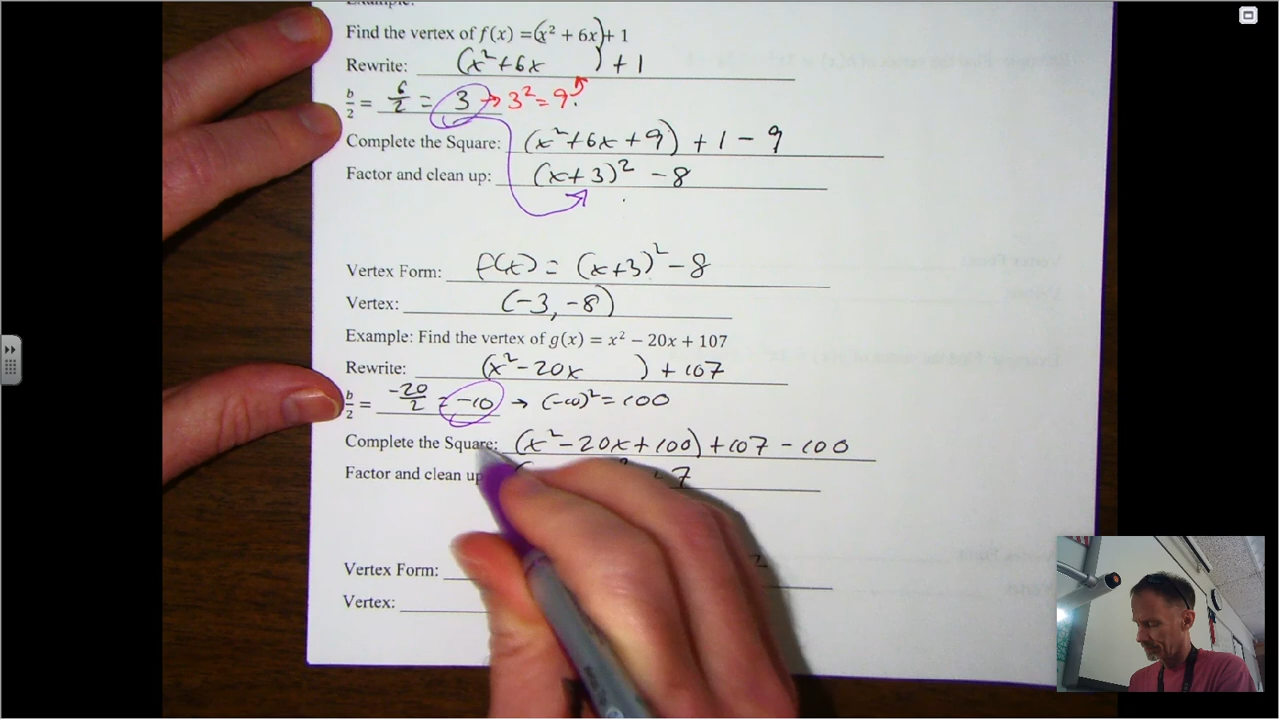 Example:
Find the vertex of f(x) = (x² + 6x) + 1
Rewrite: (x² + 6x ) + 1
b/2 = 6/2 = 3 → 3² = 9
Complete the Square: (x² + 6x + 9) + 1 - 9
Factor and clean up: (x + 3)² - 8
Vertex Form: f(x) = (x+3)² - 8
Vertex: (-3, -8)
Example: Find the vertex of g(x) = x² − 20x + 107
Rewrite: (x² - 20x ) + 107
b/2 = -20/2 = -10 → (-10)² = 100
Complete the Square: (x² - 20x + 100) + 107 - 100
Factor and clean up 7
Vertex Form:
Vertex: